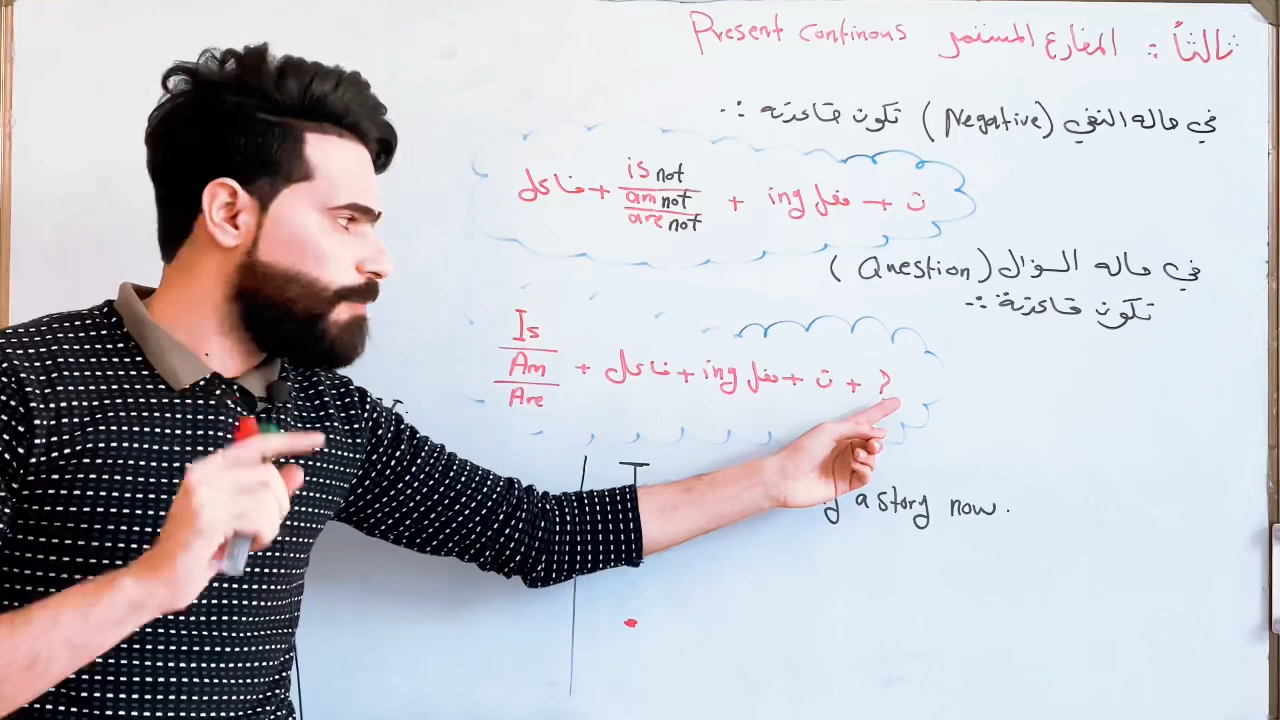 ثالثاً :- المضارع المستمر Present continous
في حاله النفي (Negative) تكون قاعدته :-
فاعل + is not / am not / are not + فعل ing + ت
في حاله السؤال (Question)
تكون قاعدتة :-
Is / Am / Are + فاعل + فعل ing + ت + ?
a story now .